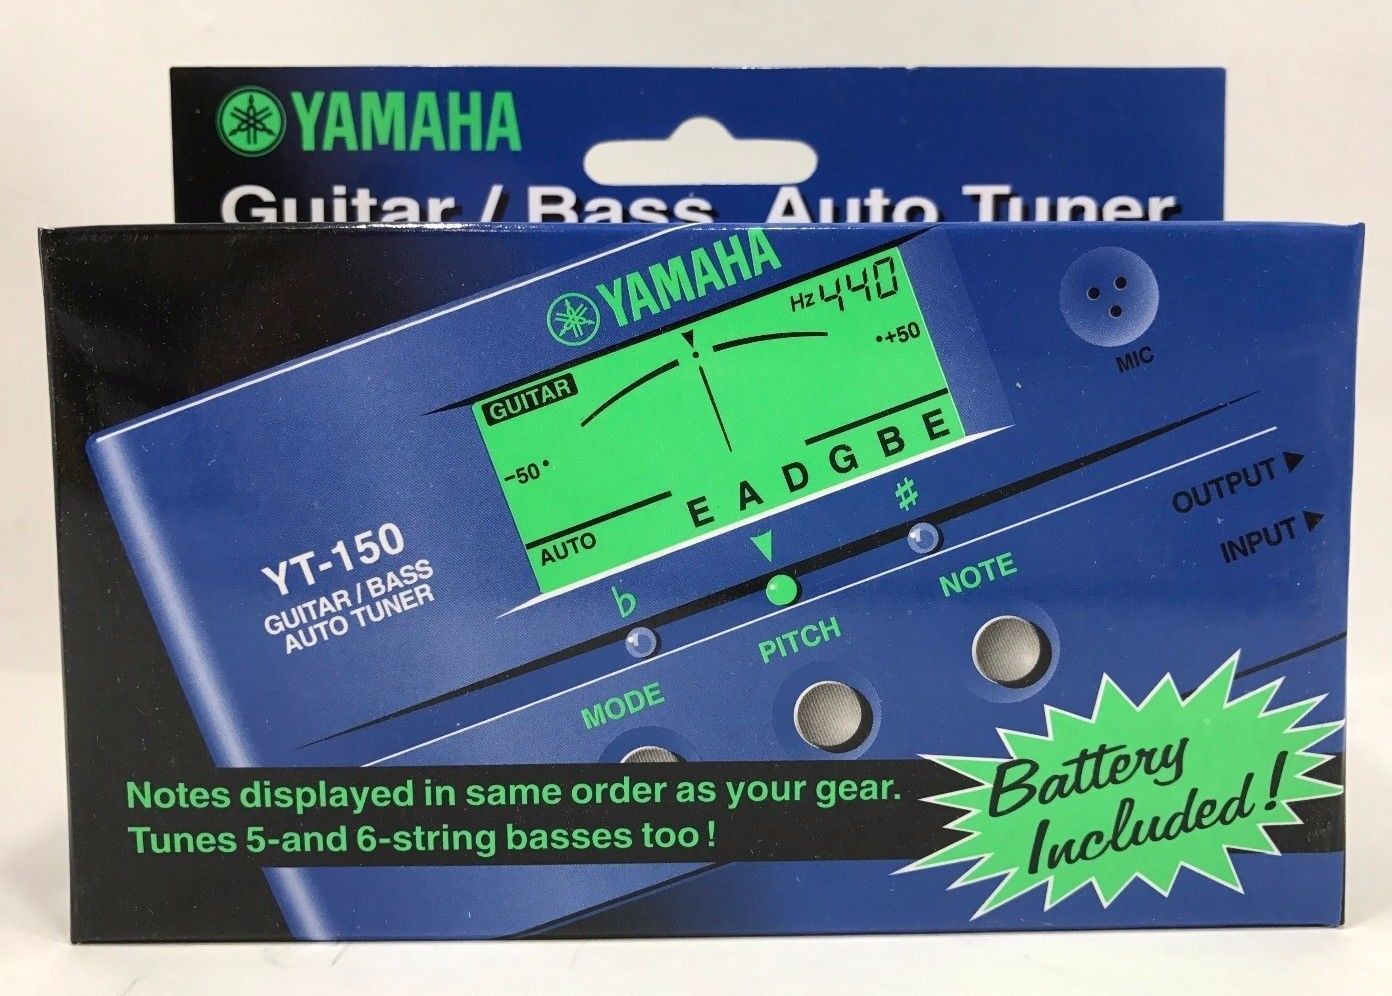 YAMAHA
Guitar / Bass Auto Tuner
YAMAHA
Hz 440
GUITAR
-50
+50
MIC
E A D G B E
AUTO
YT-150
GUITAR / BASS
AUTO TUNER
♭
♯
OUTPUT
INPUT
MODE
PITCH
NOTE
Notes displayed in same order as your gear.
Tunes 5-and 6-string basses too!
Battery
Included!